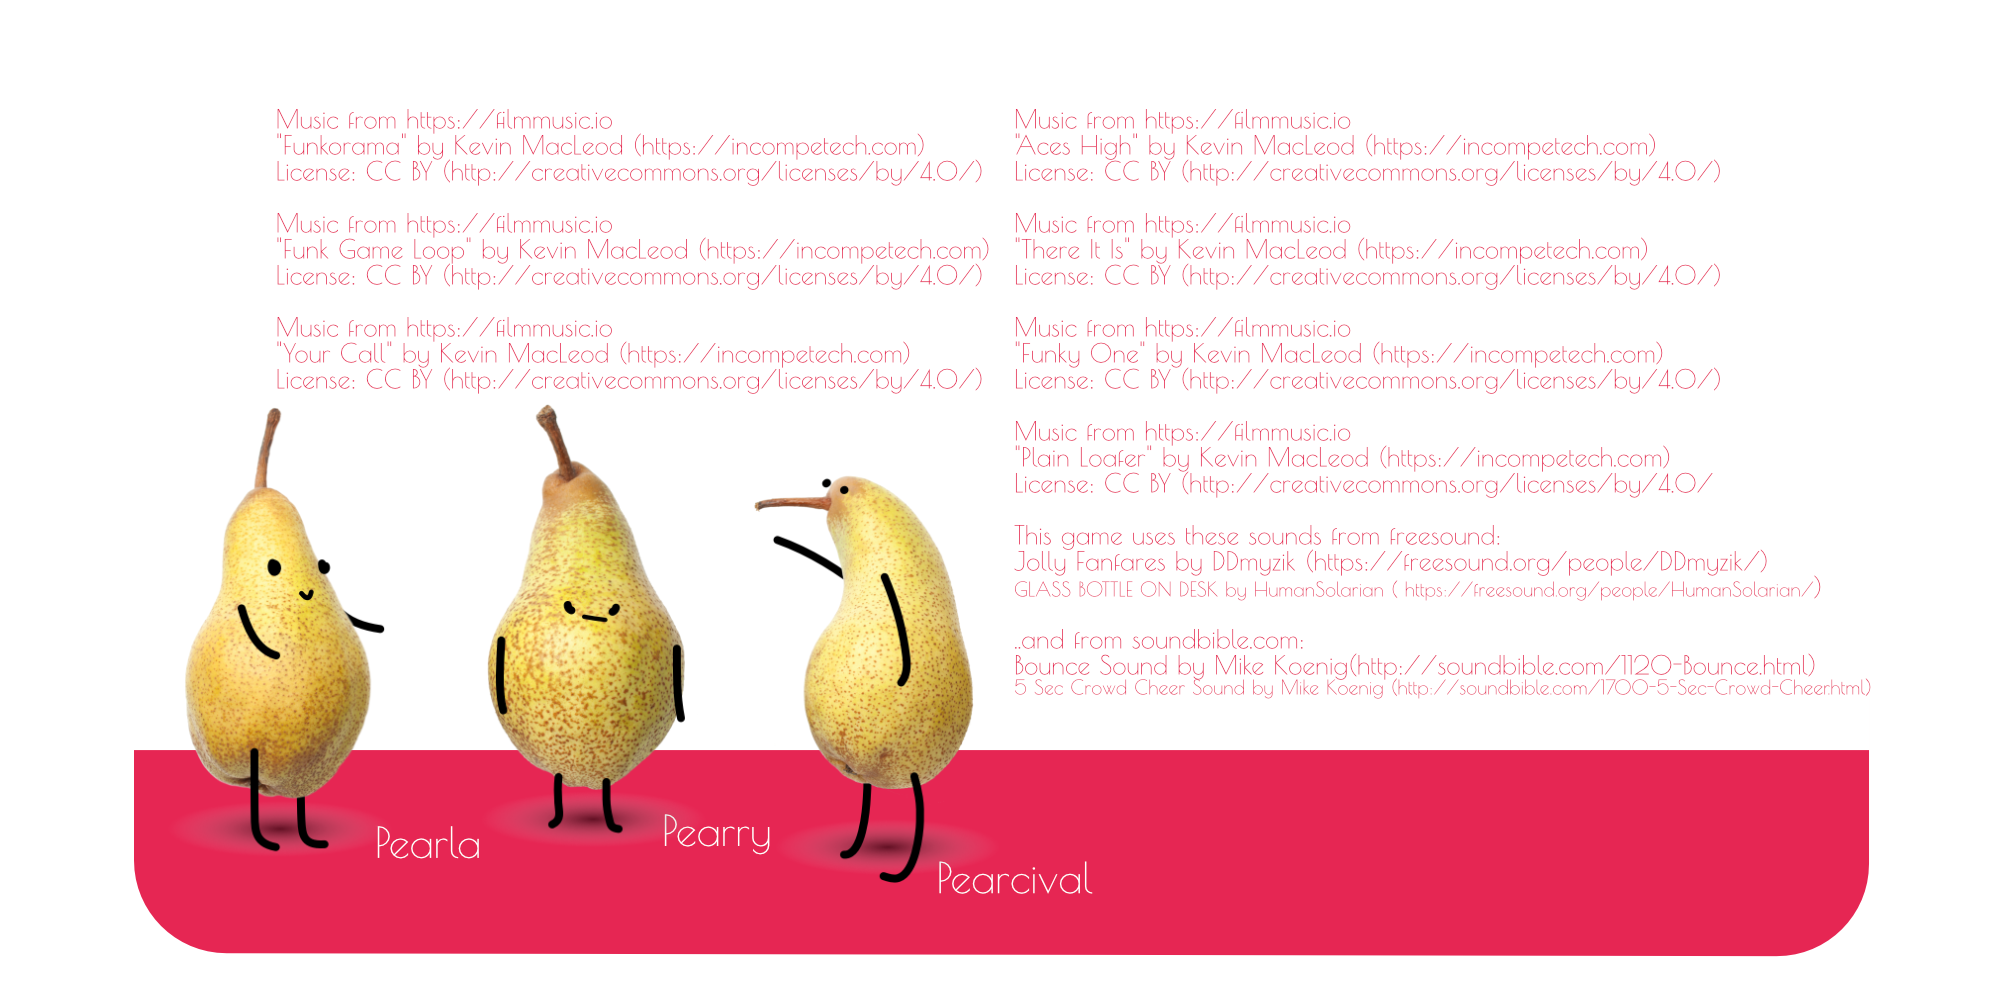 Music from https://filmmusic.io
"Funkorama" by Kevin MacLeod (https://incompetech.com)
License: CC BY (http://creativecommons.org/licenses/by/4.0/)
Music from https://filmmusic.io
"Funk Game Loop" by Kevin MacLeod (https://incompetech.com)
License: CC BY (http://creativecommons.org/licenses/by/4.0/)
Music from https://filmmusic.io
"Your Call" by Kevin MacLeod (https://incompetech.com)
License: CC BY (http://creativecommons.org/licenses/by/4.0/)
Music from https://filmmusic.io
"Aces High" by Kevin MacLeod (https://incompetech.com)
License: CC BY (http://creativecommons.org/licenses/by/4.0/)
Music from https://filmmusic.io
"There It Is" by Kevin MacLeod (https://incompetech.com)
License: CC BY (http://creativecommons.org/licenses/by/4.0/)
Music from https://filmmusic.io
"Funky One" by Kevin MacLeod (https://incompetech.com)
License: CC BY (http://creativecommons.org/licenses/by/4.0/)
Music from https://filmmusic.io
"Plain Loafer" by Kevin MacLeod (https://incompetech.com)
License: CC BY (http://creativecommons.org/licenses/by/4.0/
This game uses these sounds from freesound:
Jolly Fanfares by DDmyzik (https://freesound.org/people/DDmyzik/)
GLASS BOTTLE ON DESK by HumanSolarian ( https://freesound.org/people/HumanSolarian/)
..and from soundbible.com:
Bounce Sound by Mike Koenig(http://soundbible.com/1120-Bounce.html)
5 Sec Crowd Cheer Sound by Mike Koenig (http://soundbible.com/1700-5-Sec-Crowd-Cheer.html)
Pearla
Pearry
Pearcival